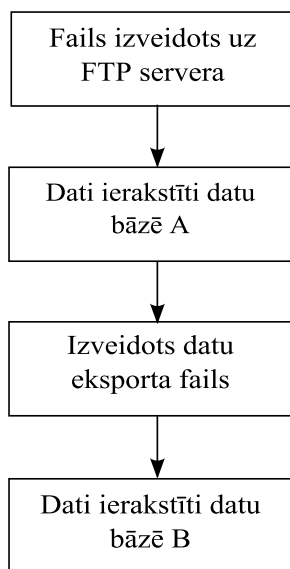 Fails izveidots uz
FTP servera
Dati ierakstīti datu
bāzē A
Izveidots datu
eksporta fails
Dati ierakstīti datu
bāzē B